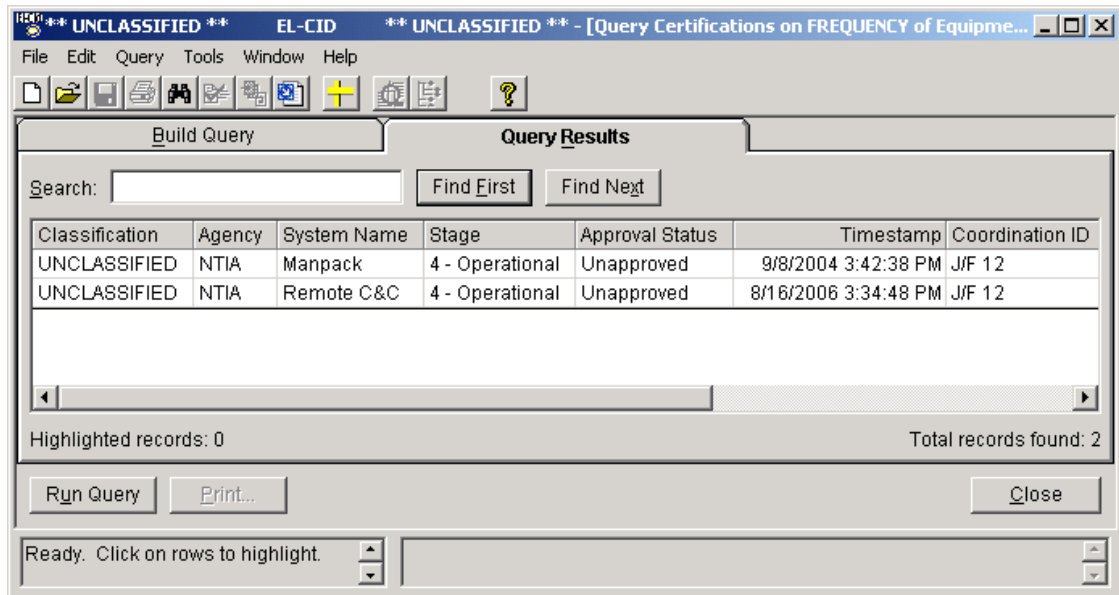 ** UNCLASSIFIED ** EL-CID ** UNCLASSIFIED ** - [Query Certifications on FREQUENCY of Equipme...
File Edit Query Tools Window Help
Build Query Query Results
Search: Find First Find Next
Classification Agency System Name Stage Approval Status Timestamp Coordination ID
UNCLASSIFIED NTIA Manpack 4 - Operational Unapproved 9/8/2004 3:42:38 PM J/F 12
UNCLASSIFIED NTIA Remote C&C 4 - Operational Unapproved 8/16/2006 3:34:48 PM J/F 12
Highlighted records: 0 Total records found: 2
Run Query Print... Close
Ready. Click on rows to highlight.